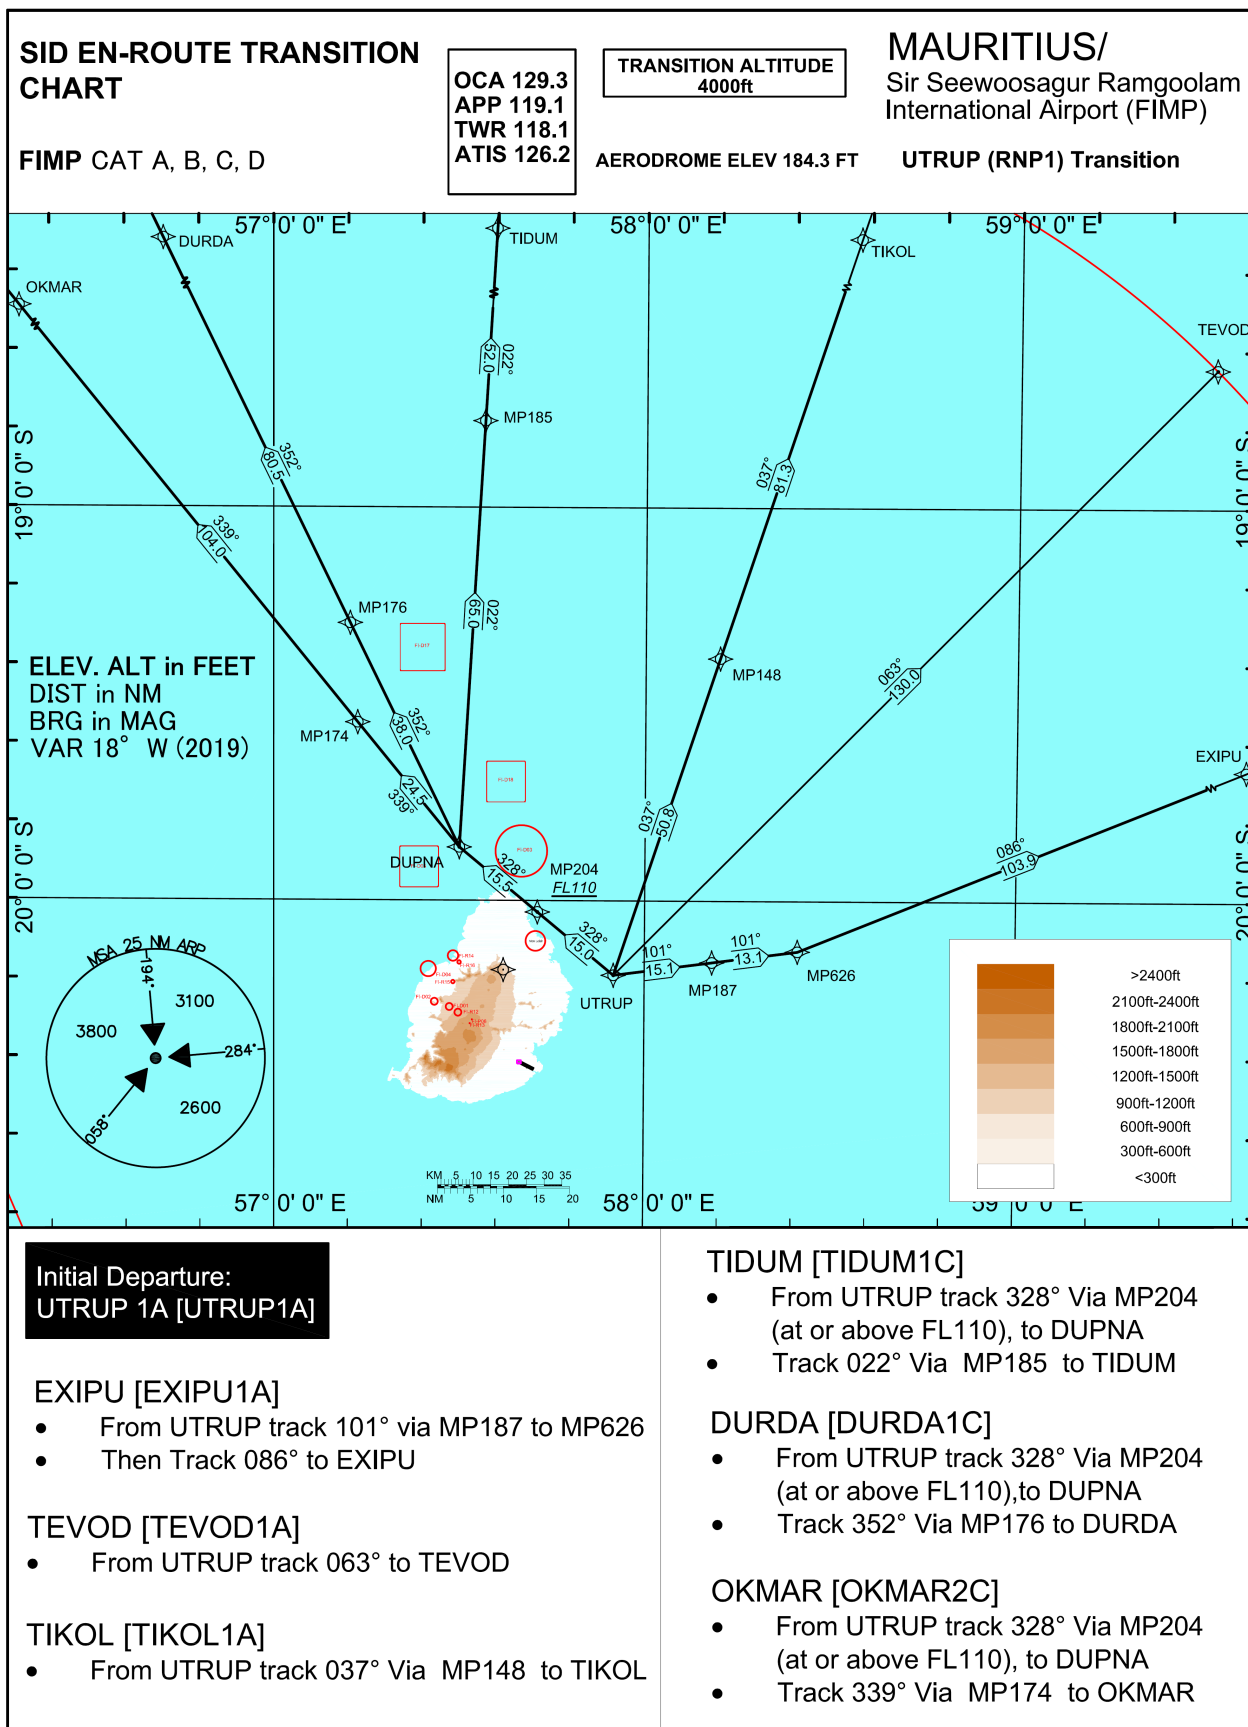 SID EN-ROUTE TRANSITION
CHART
FIMP CAT A, B, C, D
OCA 129.3
APP 119.1
TWR 118.1
ATIS 126.2
TRANSITION ALTITUDE
4000ft
AERODROME ELEV 184.3 FT
MAURITIUS/
Sir Seewoosagur Ramgoolam
International Airport (FIMP)
UTRUP (RNP1) Transition
57° 0' 0" E
58° 0' 0" E
59° 0' 0" E
DURDA
TIDUM
TIKOL
OKMAR
TEVOD
022°
52.0
MP185
352°
80.5
037°
81.3
19° 0' 0" S
19° 0' 0" S
339°
104.0
MP176
022°
65.0
FI-D17
MP148
063°
130.0
ELEV. ALT in FEET
DIST in NM
BRG in MAG
VAR 18° W (2019)
MP174
352°
38.0
24.5
339°
FI-D18
EXIPU
037°
50.8
20° 0' 0" S
20° 0' 0" S
DUPNA
328°
15.5
MP204
FL110
086°
103.9
328°
15.0
UTRUP
101°
15.1
MP187
101°
13.1
MP626
MSA 25 NM ARP
194°
3100
3800
284°
2600
058°
>2400ft
2100ft-2400ft
1800ft-2100ft
1500ft-1800ft
1200ft-1500ft
900ft-1200ft
600ft-900ft
300ft-600ft
<300ft
KM 5 10 15 20 25 30 35
NM 5 10 15 20
57° 0' 0" E
58° 0' 0" E
59° 0' 0" E
Initial Departure:
UTRUP 1A [UTRUP1A]
EXIPU [EXIPU1A]
• From UTRUP track 101° via MP187 to MP626
• Then Track 086° to EXIPU
TEVOD [TEVOD1A]
• From UTRUP track 063° to TEVOD
TIKOL [TIKOL1A]
• From UTRUP track 037° Via MP148 to TIKOL
TIDUM [TIDUM1C]
• From UTRUP track 328° Via MP204
(at or above FL110), to DUPNA
• Track 022° Via MP185 to TIDUM
DURDA [DURDA1C]
• From UTRUP track 328° Via MP204
(at or above FL110),to DUPNA
• Track 352° Via MP176 to DURDA
OKMAR [OKMAR2C]
• From UTRUP track 328° Via MP204
(at or above FL110), to DUPNA
• Track 339° Via MP174 to OKMAR